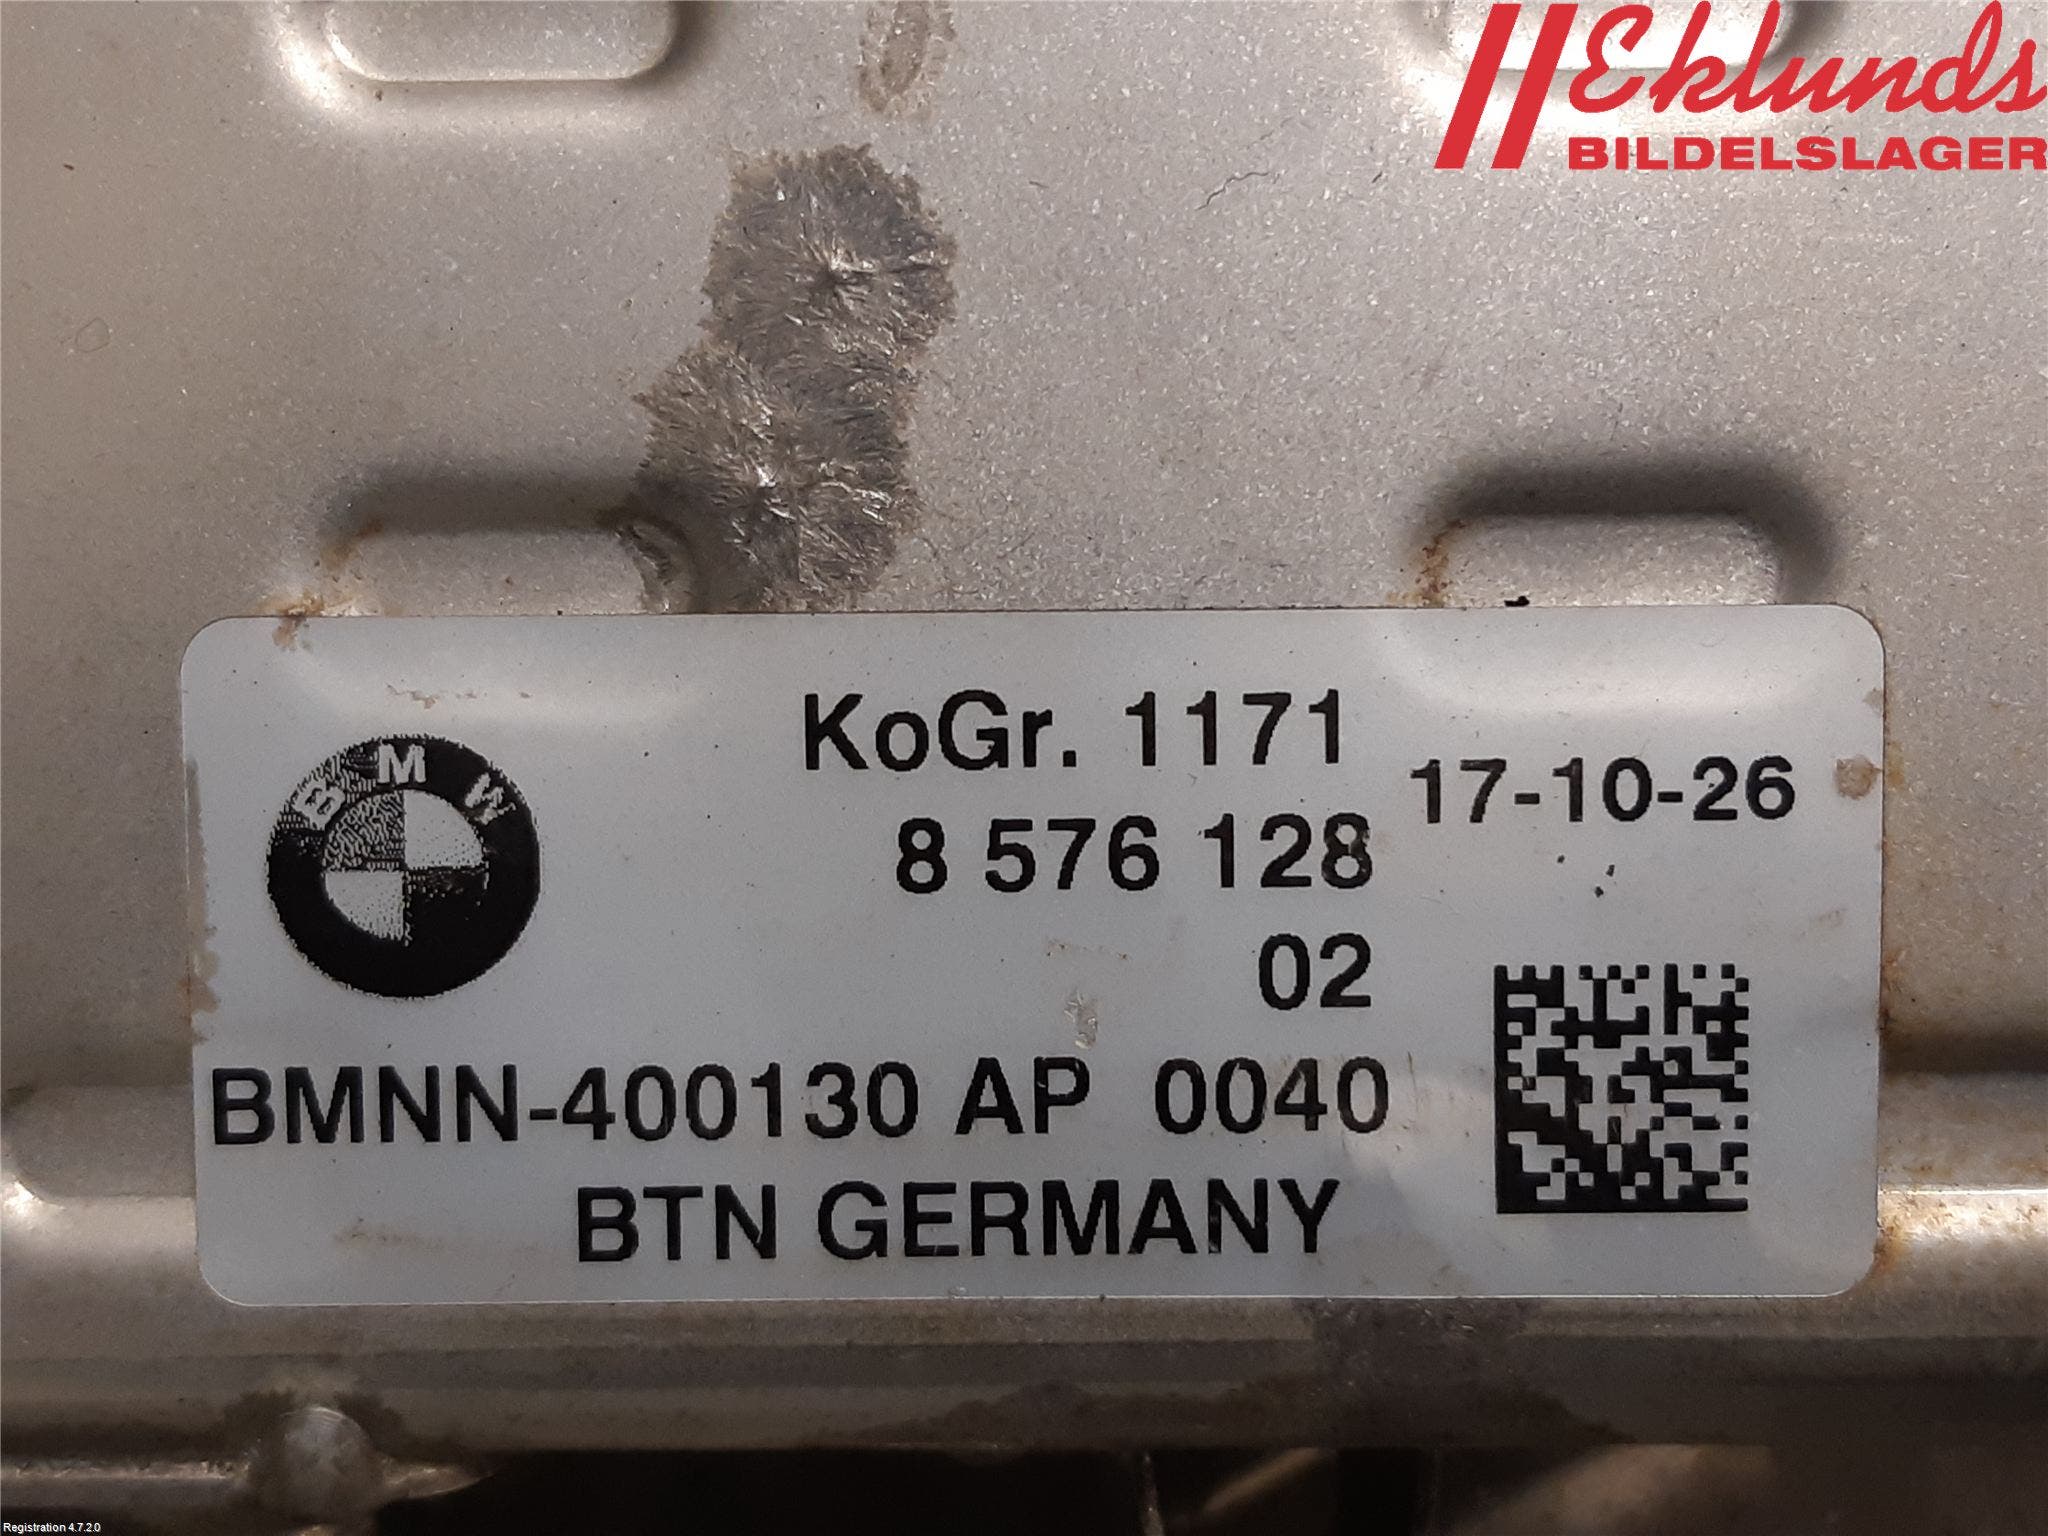 Eklunds
BILDELSLAGER
KoGr. 1171
17-10-26
8 576 128
02
BMW
BMNN-400130 AP 0040
BTN GERMANY
Registration 4.7.2.0